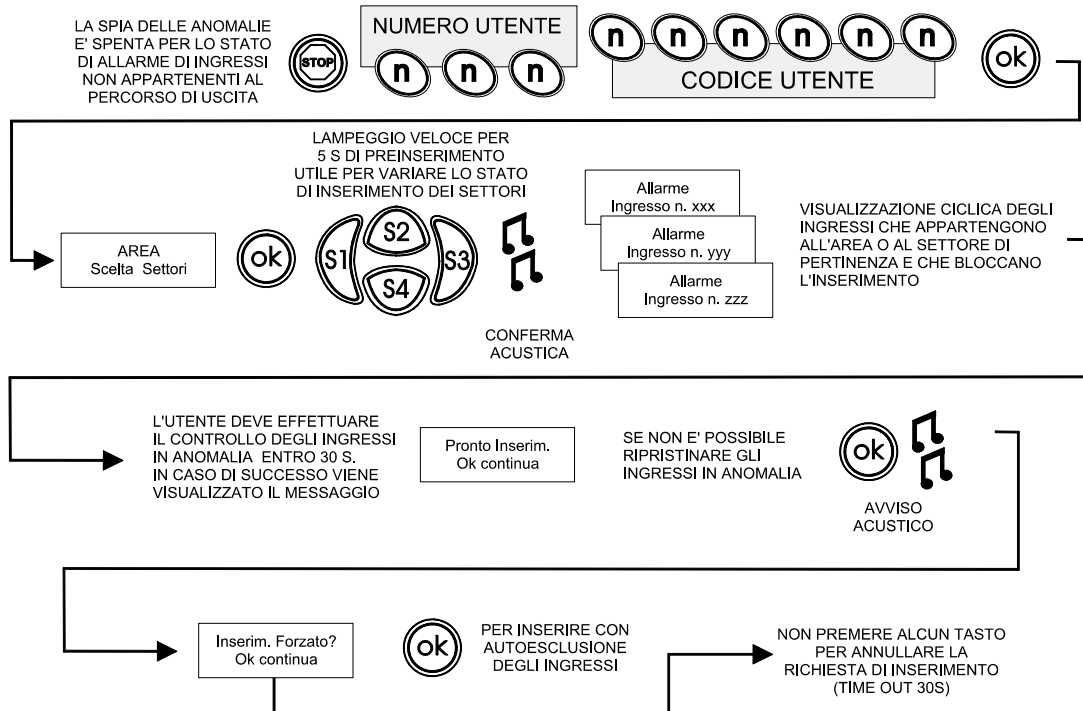 LA SPIA DELLE ANOMALIE
E' SPENTA PER LO STATO
DI ALLARME DI INGRESSI
NON APPARTENENTI AL
PERCORSO DI USCITA
STOP
NUMERO UTENTE
n n n
n n n n n n
CODICE UTENTE
ok
AREA
Scelta Settori
ok
LAMPEGGIO VELOCE PER
5 S DI PREINSERIMENTO
UTILE PER VARIARE LO STATO
DI INSERIMENTO DEI SETTORI
S1
S2
S3
S4
CONFERMA
ACUSTICA
Allarme
Ingresso n. xxx
Allarme
Ingresso n. yyy
Allarme
Ingresso n. zzz
VISUALIZZAZIONE CICLICA DEGLI
INGRESSI CHE APPARTENGONO
ALL'AREA O AL SETTORE DI
PERTINENZA E CHE BLOCCANO
L'INSERIMENTO
L'UTENTE DEVE EFFETTUARE
IL CONTROLLO DEGLI INGRESSI
IN ANOMALIA ENTRO 30 S.
IN CASO DI SUCCESSO VIENE
VISUALIZZATO IL MESSAGGIO
Pronto Inserim.
Ok continua
SE NON E' POSSIBILE
RIPRISTINARE GLI
INGRESSI IN ANOMALIA
ok
AVVISO
ACUSTICO
Inserim. Forzato?
Ok continua
ok
PER INSERIRE CON
AUTOESCLUSIONE
DEGLI INGRESSI
NON PREMERE ALCUN TASTO
PER ANNULLARE LA
RICHIESTA DI INSERIMENTO
(TIME OUT 30S)